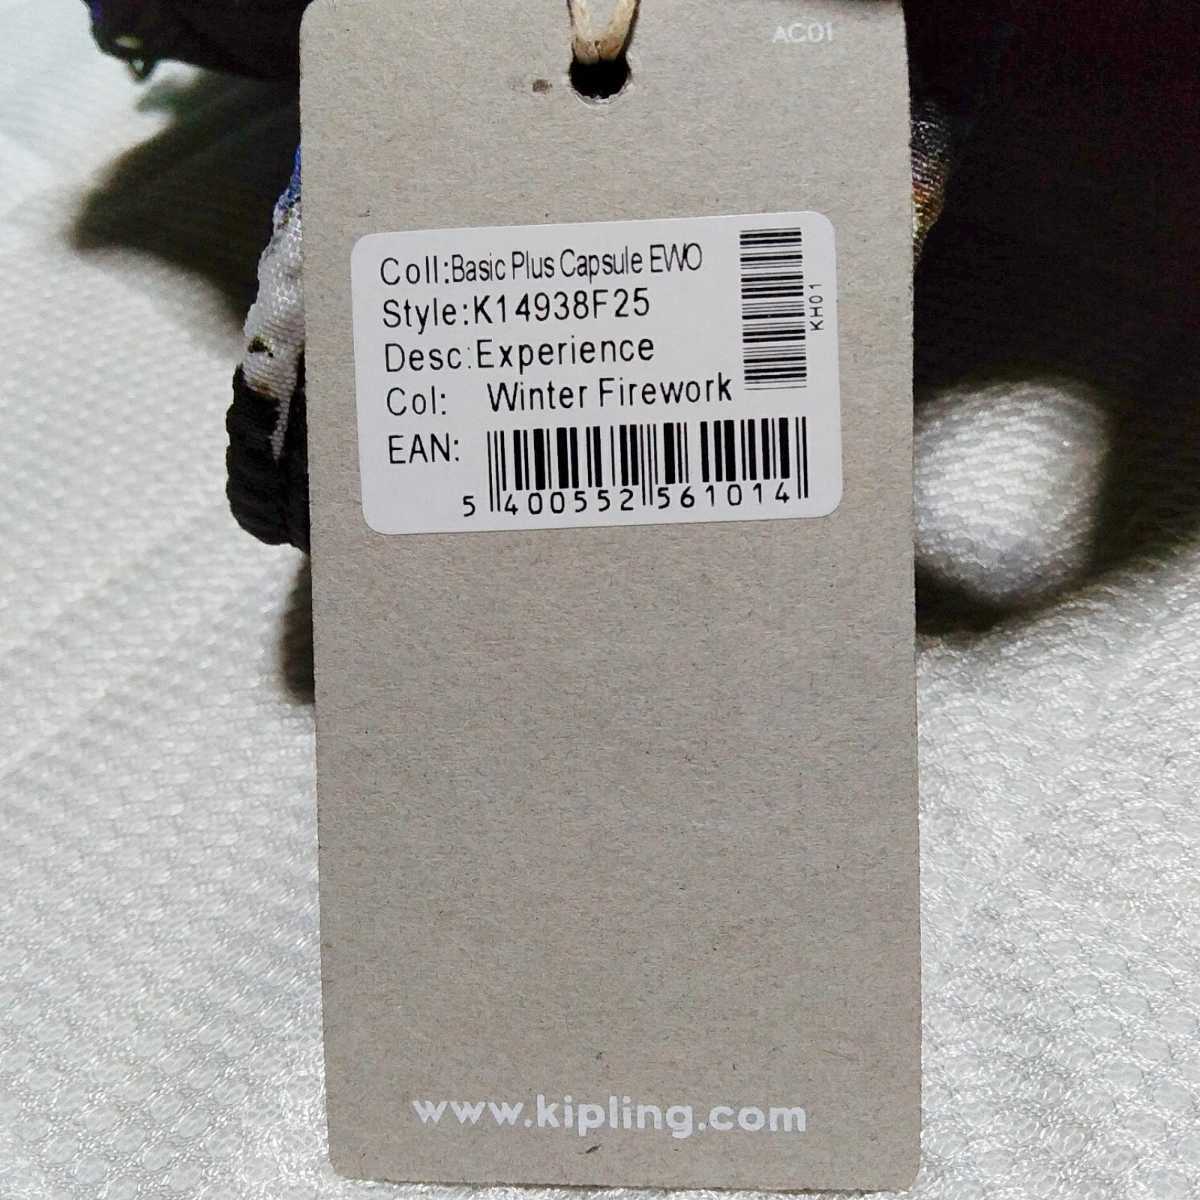 AC01
Coll:Basic Plus Capsule EWO
Style:K14938F25
Desc:Experience
Col: Winter Firework
EAN:
5 400552 561014
KH01
www.kipling.com